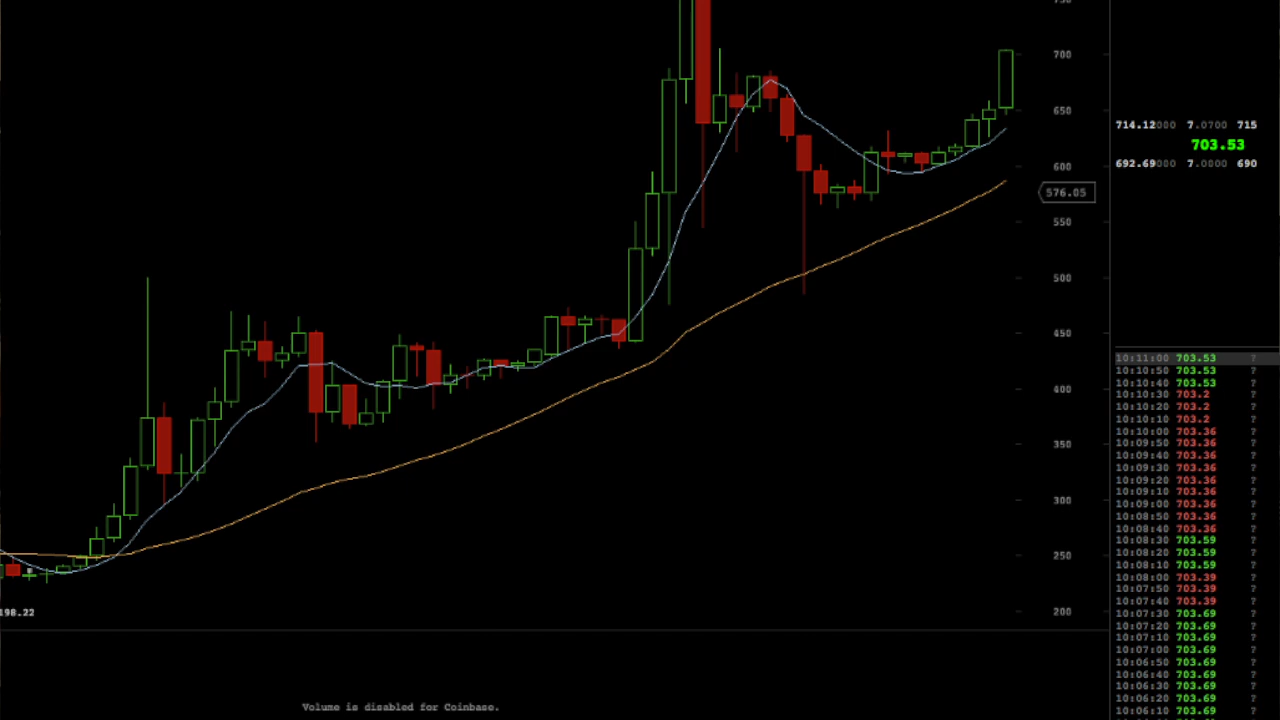 750
700
650
600
576.05
550
500
450
400
350
300
250
200
198.22
Volume is disabled for Coinbase.
714.12000 7.0700 715
703.53
692.69000 7.0000 690
10:11:00 703.53 ?
10:10:50 703.53 ?
10:10:40 703.53 ?
10:10:30 703.2 ?
10:10:20 703.2 ?
10:10:10 703.2 ?
10:10:00 703.36 ?
10:09:50 703.36 ?
10:09:40 703.36 ?
10:09:30 703.36 ?
10:09:20 703.36 ?
10:09:10 703.36 ?
10:09:00 703.36 ?
10:08:50 703.36 ?
10:08:40 703.36 ?
10:08:30 703.59 ?
10:08:20 703.59 ?
10:08:10 703.59 ?
10:08:00 703.39 ?
10:07:50 703.39 ?
10:07:40 703.39 ?
10:07:30 703.69 ?
10:07:20 703.69 ?
10:07:10 703.69 ?
10:07:00 703.69 ?
10:06:50 703.69 ?
10:06:40 703.69 ?
10:06:30 703.69 ?
10:06:20 703.69 ?
10:06:10 703.69 ?